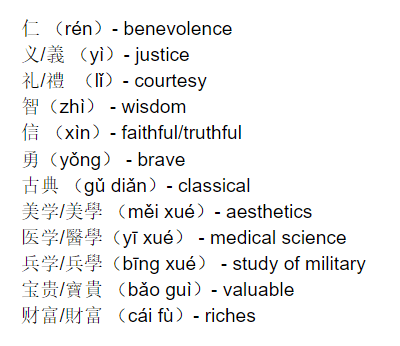 仁 （rén）- benevolence
义/義 （yì）- justice
礼/禮 （lǐ）- courtesy
智（zhì） - wisdom
信（xìn）- faithful/truthful
勇（yǒng） - brave
古典 （gǔ diǎn）- classical
美学/美學 （měi xué）- aesthetics
医学/醫學（yī xué） - medical science
兵学/兵學（bīng xué） - study of military
宝贵/寶貴（bǎo guì）- valuable
财富/財富（cái fù）- riches